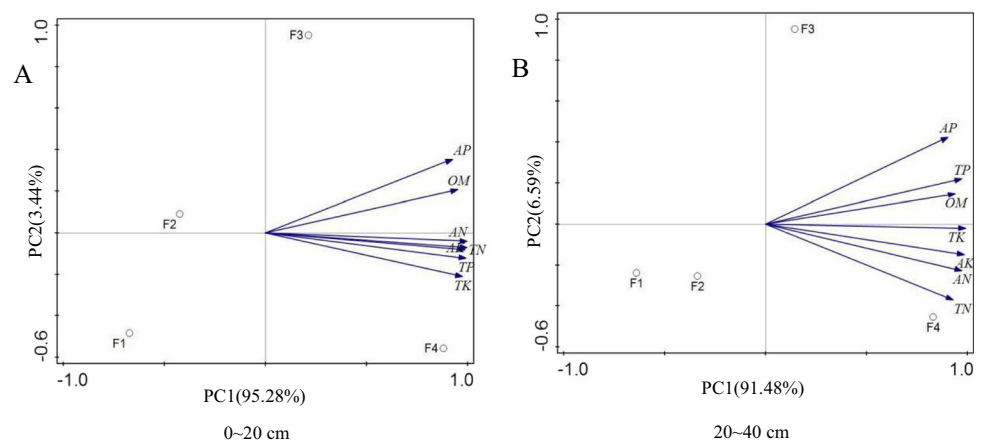 A
1.0
PC2(3.44%)
-0.6
F3
AP
OM
F2
AN
TN
TP
TK
F1
F4
-1.0
1.0
PC1(95.28%)
0~20 cm
B
1.0
PC2(6.59%)
-0.6
F3
AP
TP
OM
TK
AK
AN
TN
F1
F2
F4
-1.0
1.0
PC1(91.48%)
20~40 cm